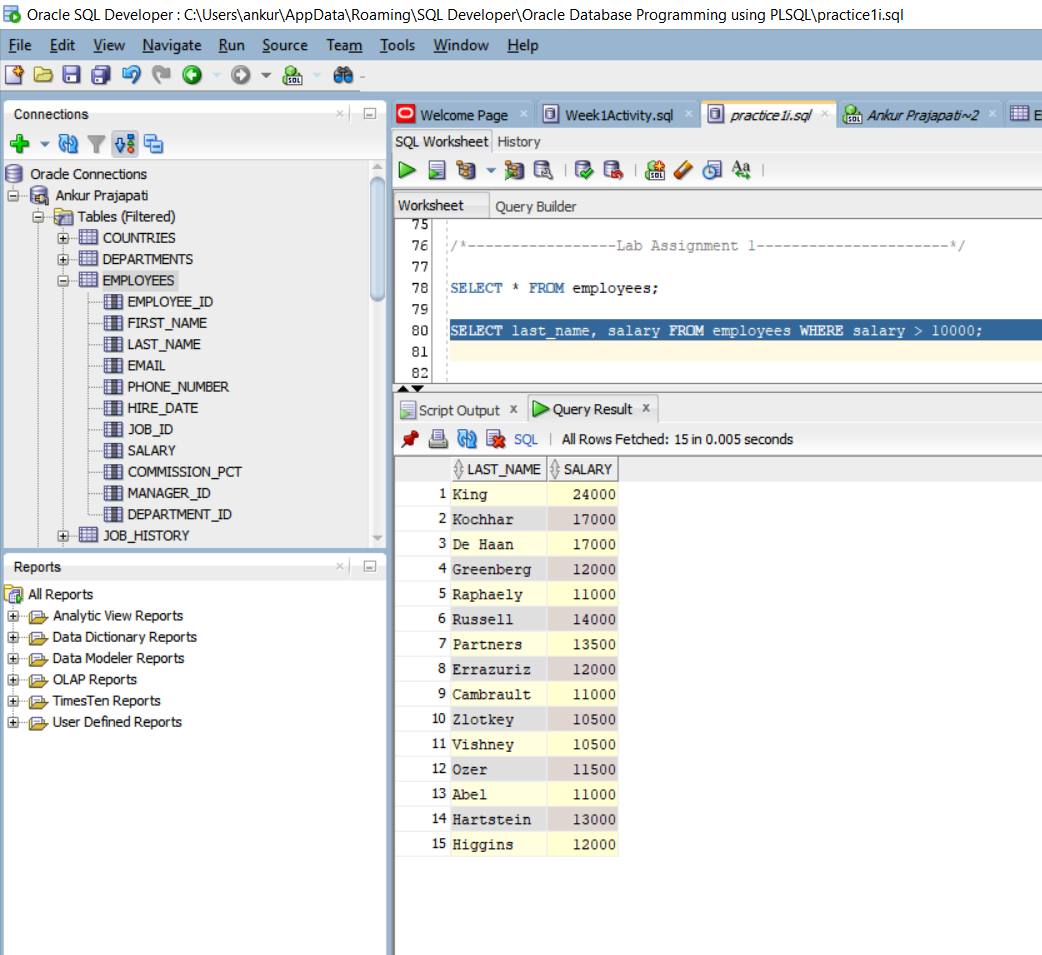 Oracle SQL Developer : C:\Users\ankur\AppData\Roaming\SQL Developer\Oracle Database Programming using PLSQL\practice1i.sql
File Edit View Navigate Run Source Team Tools Window Help
Connections
Oracle Connections
Ankur Prajapati
Tables (Filtered)
COUNTRIES
DEPARTMENTS
EMPLOYEES
EMPLOYEE_ID
FIRST_NAME
LAST_NAME
EMAIL
PHONE_NUMBER
HIRE_DATE
JOB_ID
SALARY
COMMISSION_PCT
MANAGER_ID
DEPARTMENT_ID
JOB_HISTORY
Reports
All Reports
Analytic View Reports
Data Dictionary Reports
Data Modeler Reports
OLAP Reports
TimesTen Reports
User Defined Reports
Welcome Page Week1Activity.sql practice1i.sql Ankur Prajapati~2 E
SQL Worksheet History
Worksheet Query Builder
75
76 /*-----------------Lab Assignment 1----------------------*/
77
78 SELECT * FROM employees;
79
80 SELECT last_name, salary FROM employees WHERE salary > 10000;
81
82
Script Output x Query Result x
SQL | All Rows Fetched: 15 in 0.005 seconds
LAST_NAME SALARY
1 King 24000
2 Kochhar 17000
3 De Haan 17000
4 Greenberg 12000
5 Raphaely 11000
6 Russell 14000
7 Partners 13500
8 Errazuriz 12000
9 Cambrault 11000
10 Zlotkey 10500
11 Vishney 10500
12 Ozer 11500
13 Abel 11000
14 Hartstein 13000
15 Higgins 12000